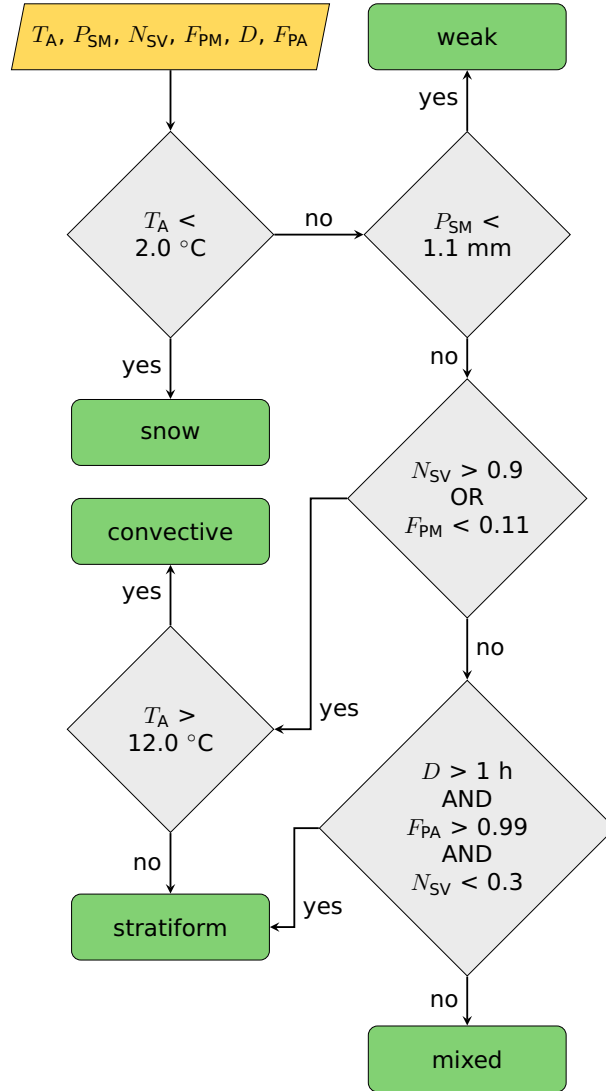 T_A, P_SM, N_SV, F_PM, D, F_PA
weak
yes
T_A <
2.0 °C
no
P_SM <
1.1 mm
yes
no
snow
N_SV > 0.9
OR
F_PM < 0.11
convective
yes
no
T_A >
12.0 °C
yes
D > 1 h
AND
F_PA > 0.99
AND
N_SV < 0.3
no
yes
stratiform
no
mixed